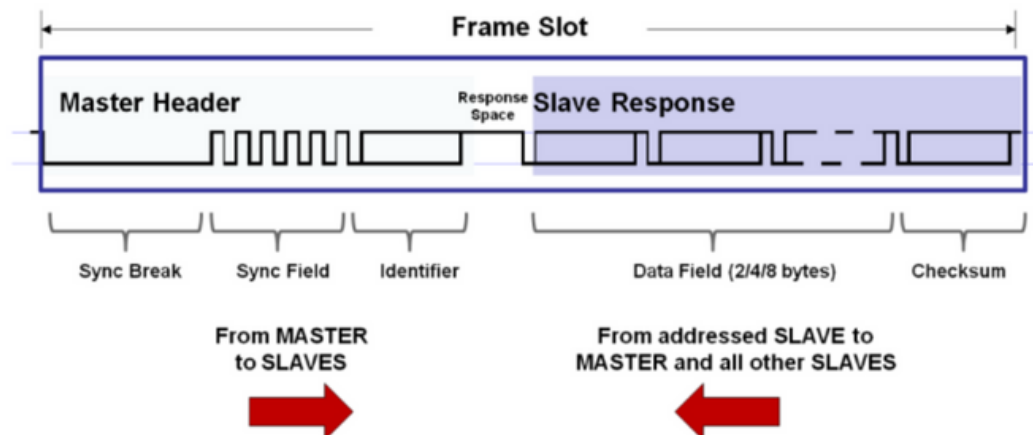 Frame Slot
Master Header
Response
Space
Slave Response
Sync Break
Sync Field
Identifier
Data Field (2/4/8 bytes)
Checksum
From MASTER
to SLAVES
From addressed SLAVE to
MASTER and all other SLAVES